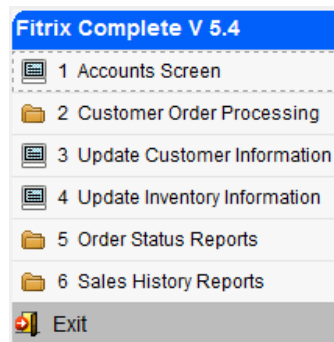 Fitrix Complete V 5.4
1 Accounts Screen
2 Customer Order Processing
3 Update Customer Information
4 Update Inventory Information
5 Order Status Reports
6 Sales History Reports
Exit